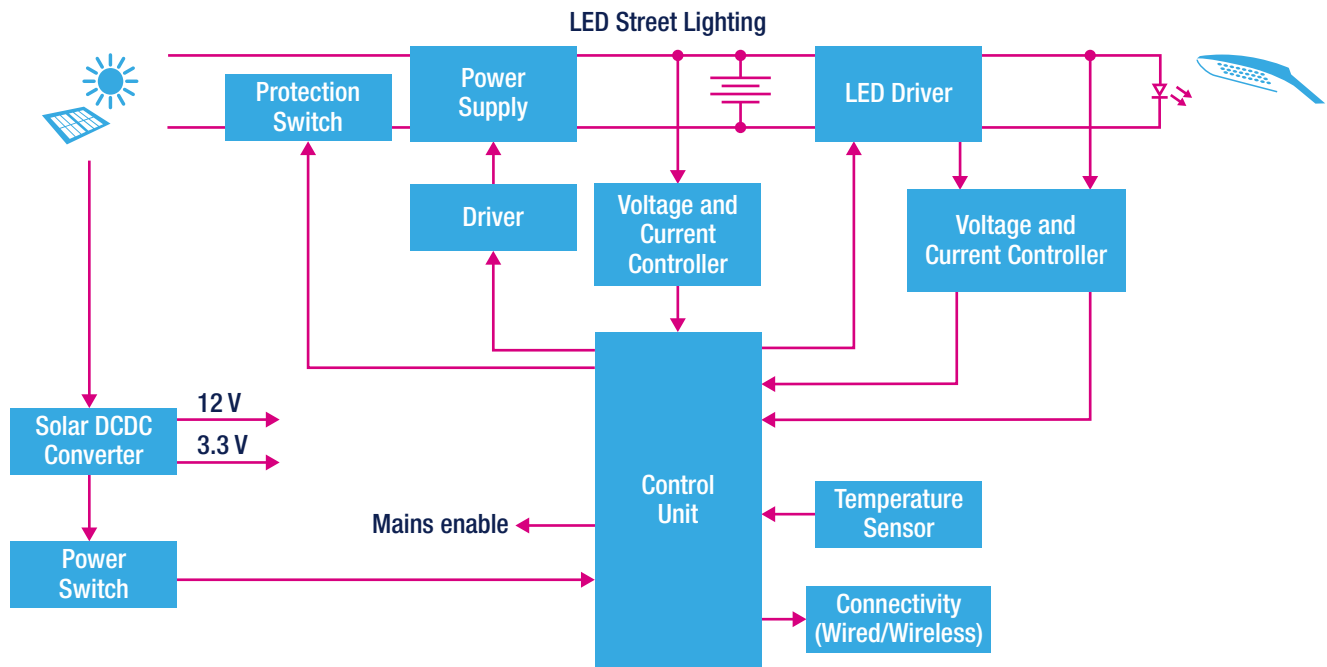 LED Street Lighting
Protection
Switch
Power
Supply
LED Driver
Driver
Voltage and
Current
Controller
Voltage and
Current Controller
Solar DCDC
Converter
12 V
3.3 V
Control
Unit
Mains enable
Temperature
Sensor
Power
Switch
Connectivity
(Wired/Wireless)